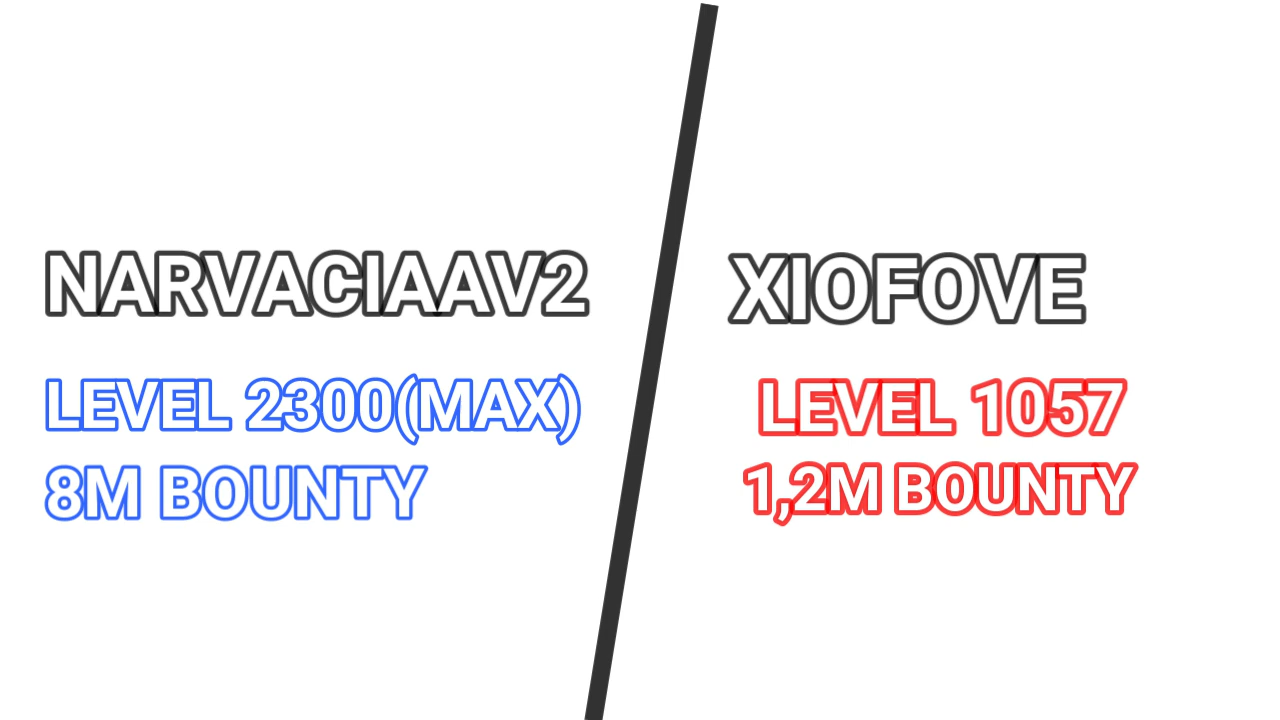 NARVACIAAV2
LEVEL 2300(MAX)
8M BOUNTY
XIOFOVE
LEVEL 1057
1,2M BOUNTY